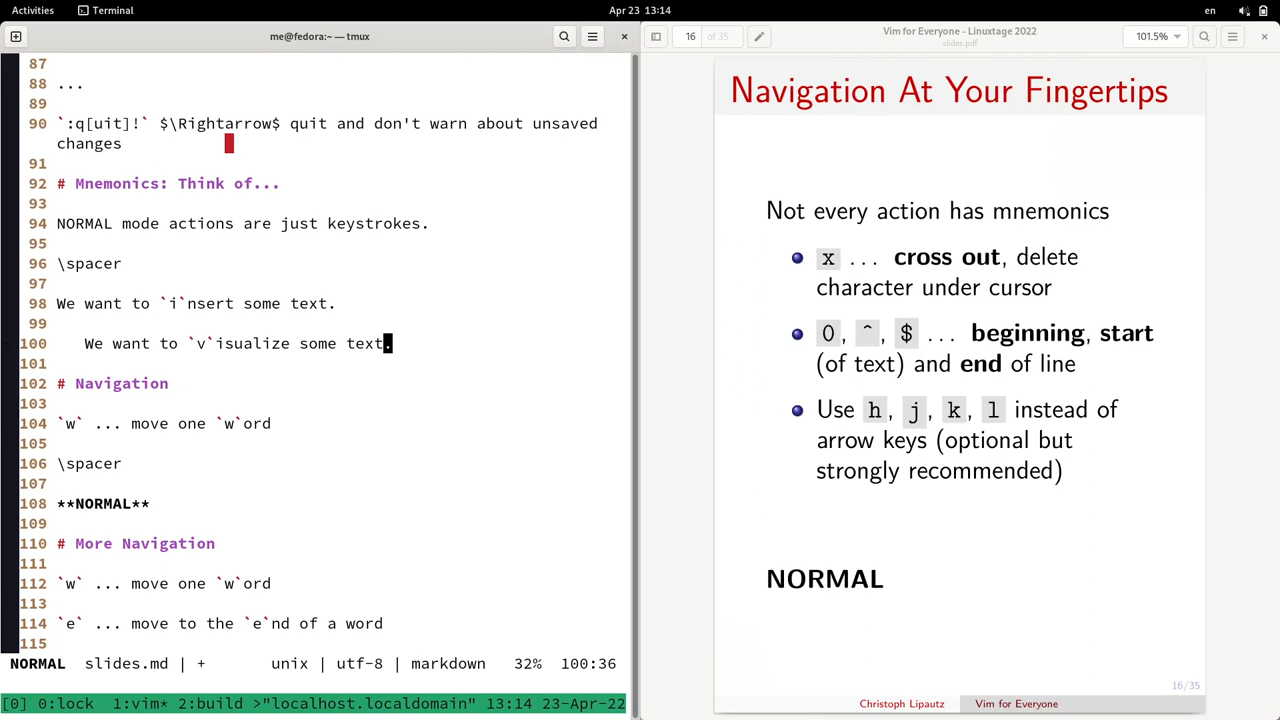 Activities
Terminal
Apr 23 13:14
en
me@fedora:~ — tmux
87
88 ...
89
90 `:q[uit]!` $\Rightarrow$ quit and don't warn about unsaved
changes
91
92 # Mnemonics: Think of...
93
94 NORMAL mode actions are just keystrokes.
95
96 \spacer
97
98 We want to `i`nsert some text.
99
100    We want to `v`isualize some text.
101
102 # Navigation
103
104 `w` ... move one `w`ord
105
106 \spacer
107
108 **NORMAL**
109
110 # More Navigation
111
112 `w` ... move one `w`ord
113
114 `e` ... move to the `e`nd of a word
115
NORMAL  slides.md | +       unix | utf-8 | markdown   32%  100:36
[0] 0:lock  1:vim* 2:build >"localhost.localdomain" 13:14 23-Apr-22
16 of 35
Vim for Everyone - Linuxtage 2022
slides.pdf
101.5%
Navigation At Your Fingertips
Not every action has mnemonics
x ... cross out, delete
character under cursor
0, ^, $ ... beginning, start
(of text) and end of line
Use h, j, k, l instead of
arrow keys (optional but
strongly recommended)
NORMAL
16/35
Christoph Lipautz
Vim for Everyone